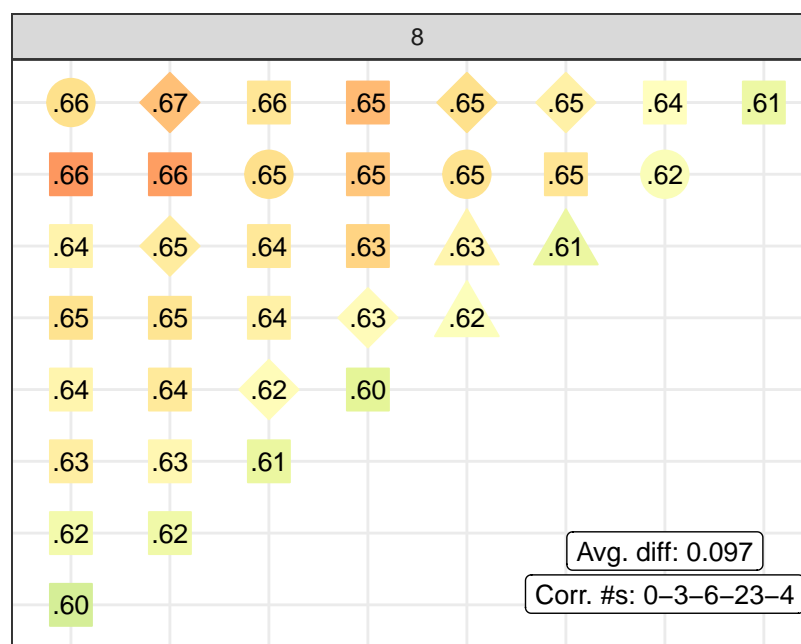 8
.66 .67 .66 .65 .65 .65 .64 .61
.66 .66 .65 .65 .65 .65 .62
.64 .65 .64 .63 .63 .61
.65 .65 .64 .63 .62
.64 .64 .62 .60
.63 .63 .61
.62 .62
Avg. diff: 0.097
Corr. #s: 0−3−6−23−4
.60